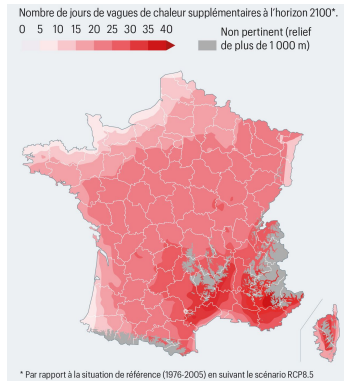 Nombre de jours de vagues de chaleur supplémentaires à l'horizon 2100*.
0 5 10 15 20 25 30 35 40
Non pertinent (relief
de plus de 1 000 m)
* Par rapport à la situation de référence (1976-2005) en suivant le scénario RCP8.5